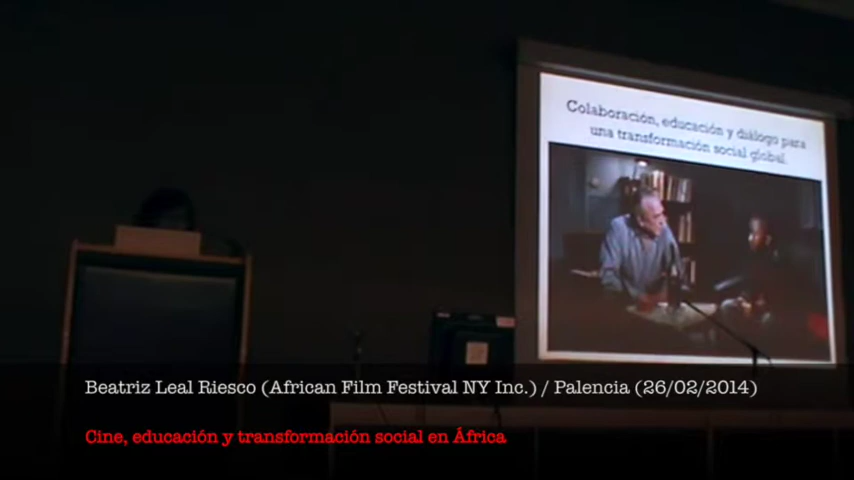 Colaboración, educación y diálogo para
una transformación social global.
Beatriz Leal Riesco (African Film Festival NY Inc.) / Palencia (26/02/2014)
Cine, educación y transformación social en África